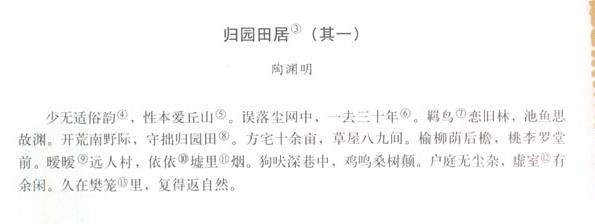 归园田居③(其一)
陶渊明
少无适俗韵④,性本爱丘山⑤。误落尘网中,一去三十年⑥。羁鸟⑦恋旧林,池鱼思
故渊。开荒南野际,守拙归园田⑧。方宅十余亩,草屋八九间。榆柳荫后檐,桃李罗堂
前。暧暧⑨远人村,依依⑩墟里⑪烟。狗吠深巷中,鸡鸣桑树颠。户庭无尘杂,虚室⑫有
余闲。久在樊笼⑬里,复得返自然。